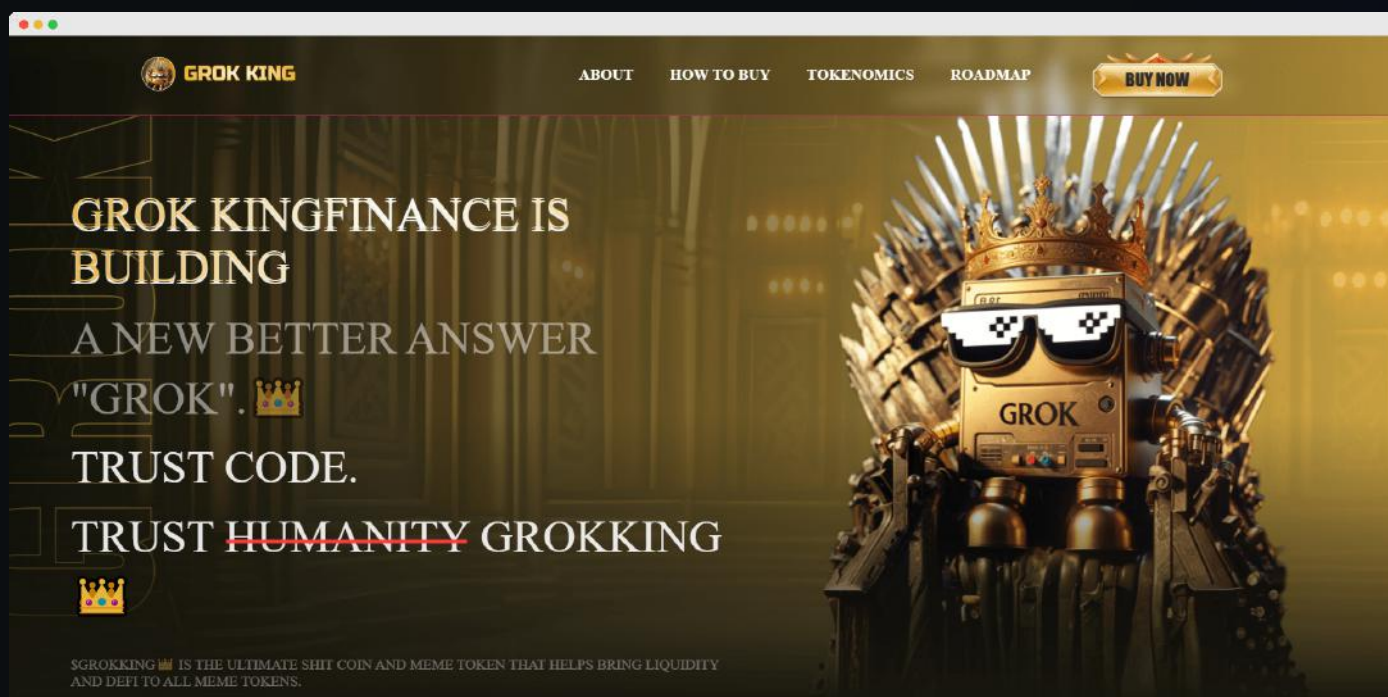 GROK KING
ABOUT
HOW TO BUY
TOKENOMICS
ROADMAP
BUY NOW
GROK KINGFINANCE IS
BUILDING
A NEW BETTER ANSWER
"GROK". 👑
TRUST CODE.
TRUST HUMANITY GROKKING
👑
$GROKKING👑 IS THE ULTIMATE SHIT COIN AND MEME TOKEN THAT HELPS BRING LIQUIDITY
AND DEFI TO ALL MEME TOKENS.
GROK